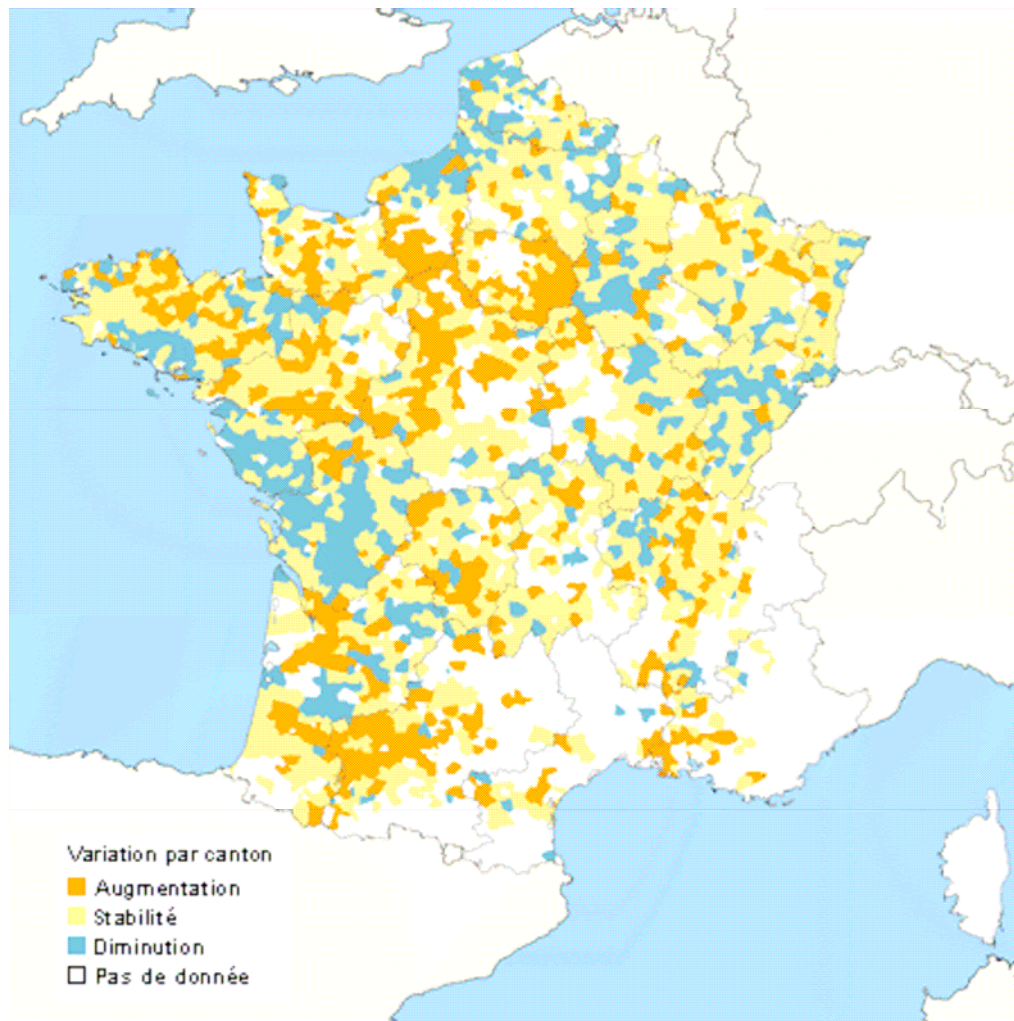 Variation par canton
Augmentation
Stabilité
Diminution
Pas de donnée